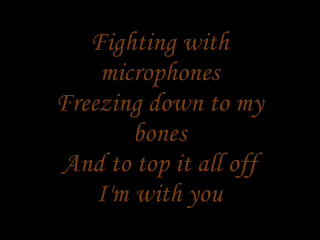 Fighting with
microphones
Freezing down to my
bones
And to top it all off
I'm with you